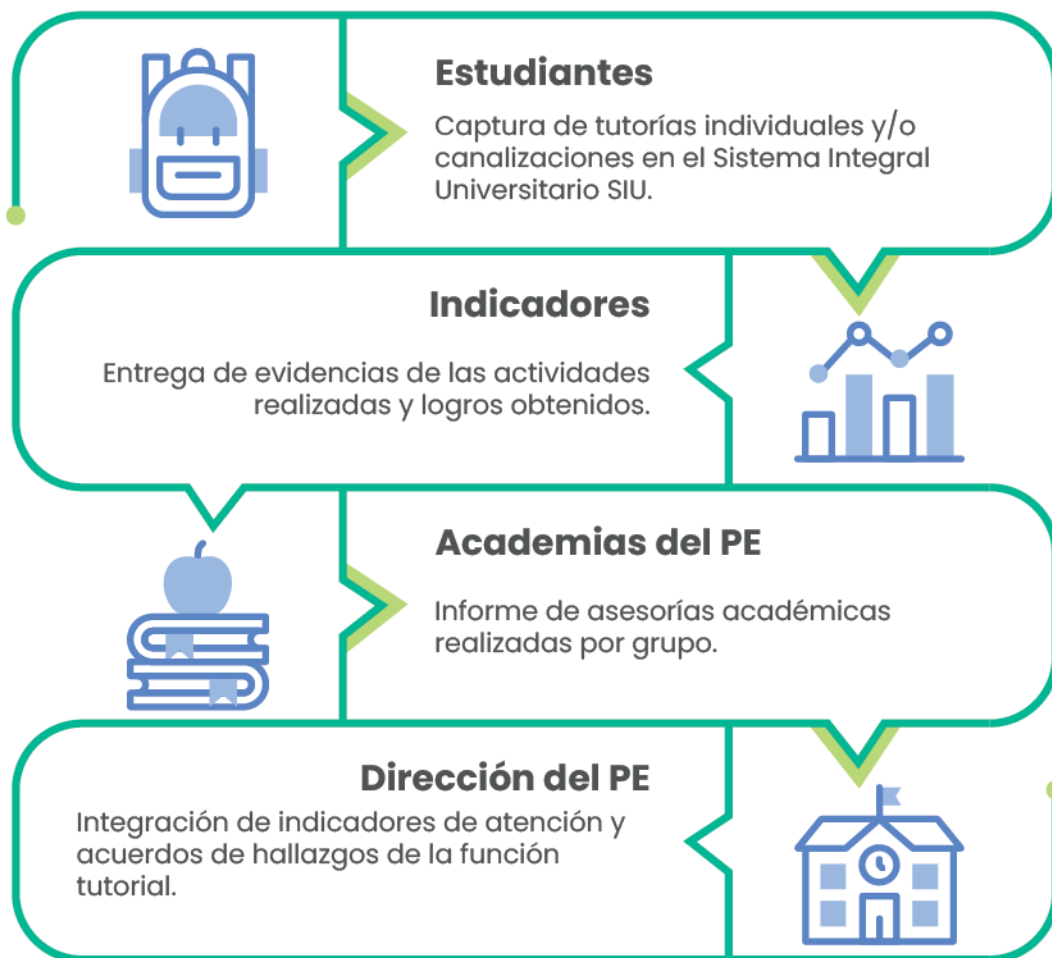 Estudiantes
Captura de tutorías individuales y/o
canalizaciones en el Sistema Integral
Universitario SIU.
Indicadores
Entrega de evidencias de las actividades
realizadas y logros obtenidos.
Academias del PE
Informe de asesorías académicas
realizadas por grupo.
Dirección del PE
Integración de indicadores de atención y
acuerdos de hallazgos de la función
tutorial.